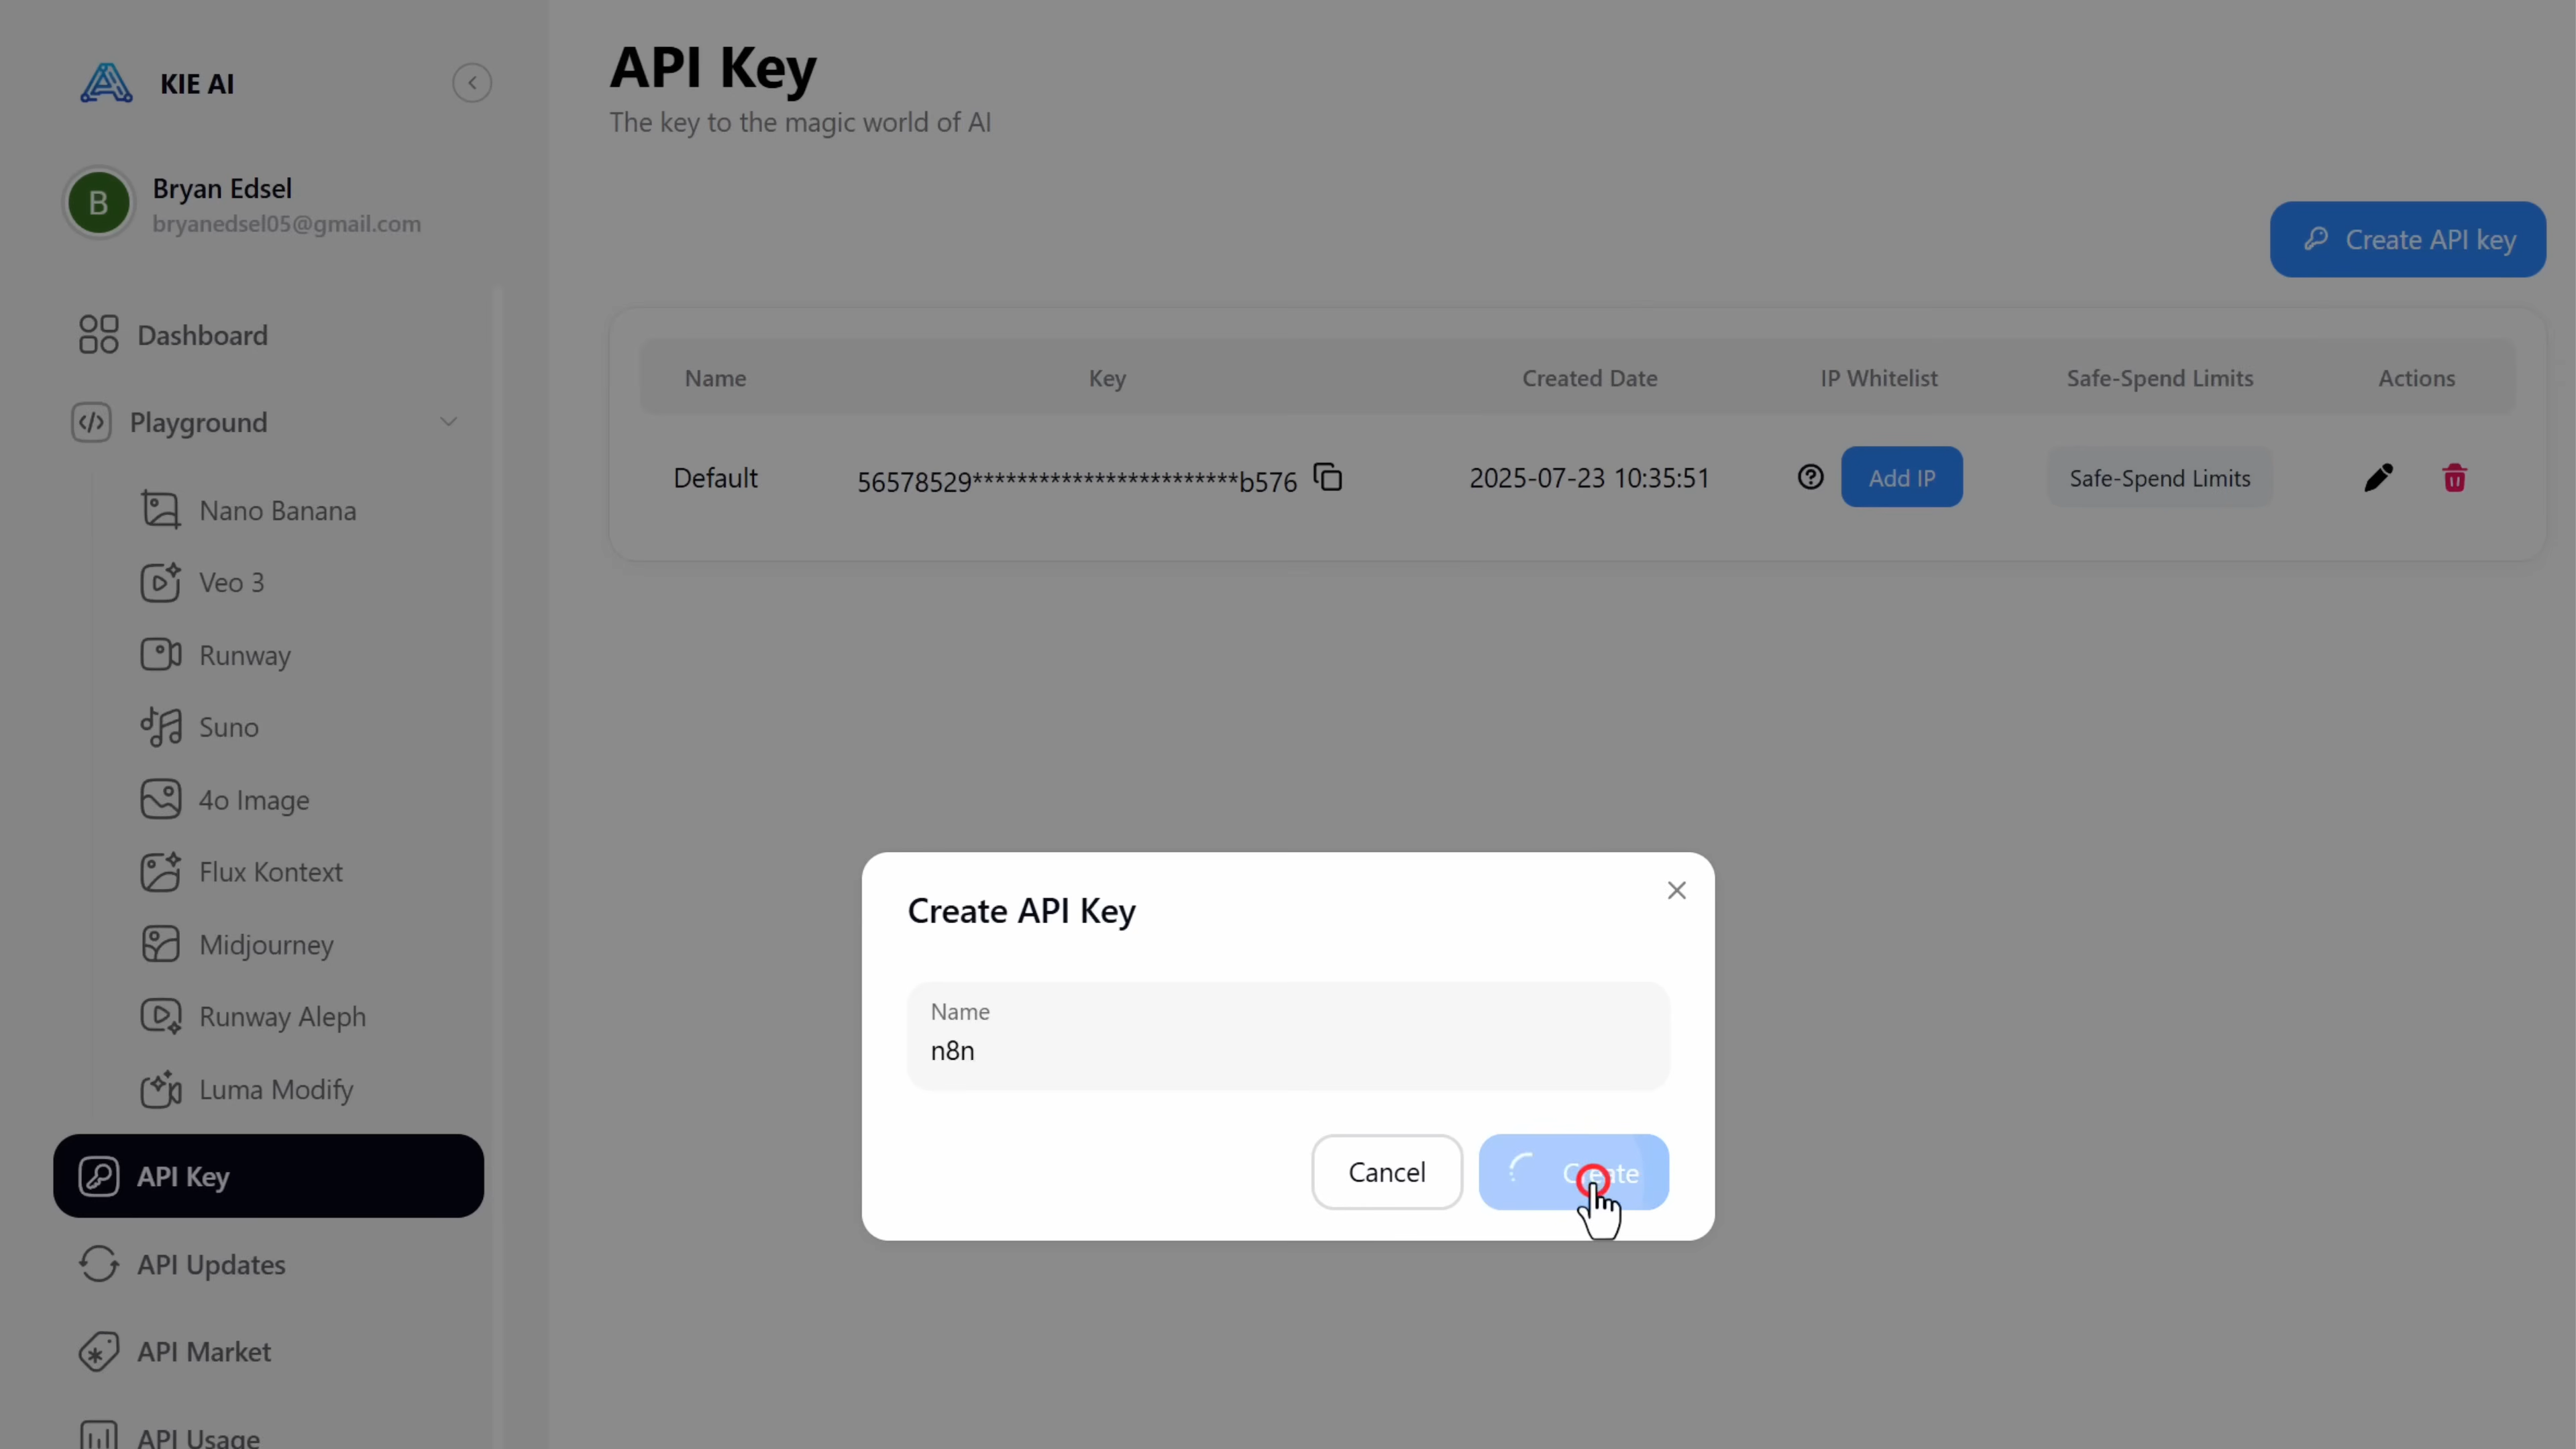 KIE AI
Bryan Edsel
bryanedsel05@gmail.com
Dashboard
Playground
Nano Banana
Veo 3
Runway
Suno
4o Image
Flux Kontext
Midjourney
Runway Aleph
Luma Modify
API Key
API Updates
API Market
API Usage
API Key
The key to the magic world of AI
Create API key
Name Key Created Date IP Whitelist Safe-Spend Limits Actions
Default 56578529************************b576 2025-07-23 10:35:51 Add IP Safe-Spend Limits
Create API Key
Name
n8n
Cancel Create